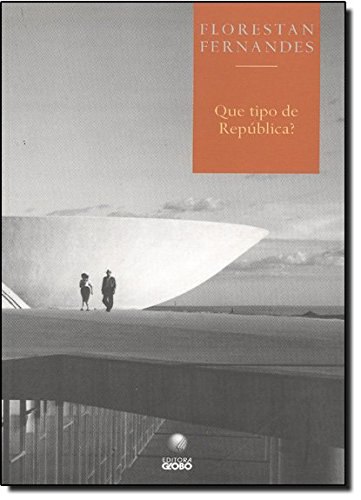 FLORESTAN
FERNANDES
Que tipo de
República?
EDITORA
GLOBO